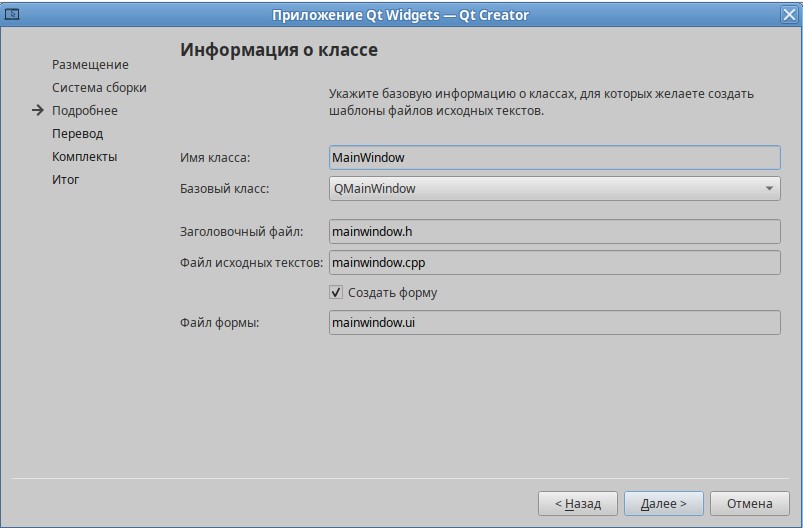 Приложение Qt Widgets — Qt Creator
Информация о классе
Размещение
Система сборки
Подробнее
Перевод
Комплекты
Итог
Укажите базовую информацию о классах, для которых желаете создать
шаблоны файлов исходных текстов.
Имя класса: MainWindow
Базовый класс: QMainWindow
Заголовочный файл: mainwindow.h
Файл исходных текстов: mainwindow.cpp
Создать форму
Файл формы: mainwindow.ui
< Назад Далее > Отмена